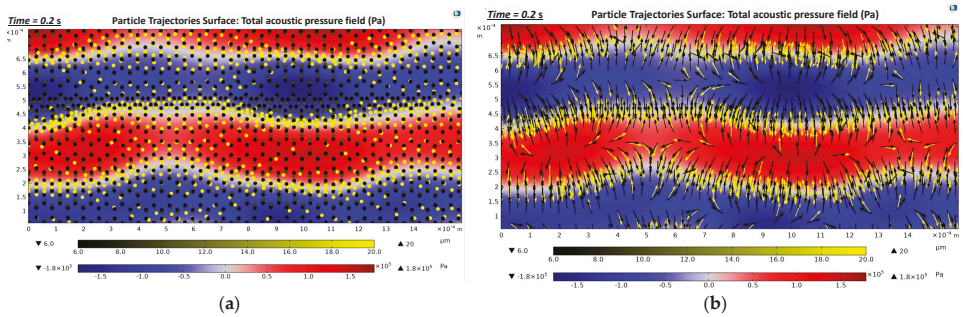 Time = 0.2 s
Particle Trajectories Surface: Total acoustic pressure field (Pa)
×10⁻⁴
m
6.5
6
5.5
5
4.5
4
3.5
3
2.5
2
1.5
1
0 1 2 3 4 5 6 7 8 9 10 11 12 13 14
×10⁻⁴ m
▼ 6.0
▲ 20
μm
6.0 8.0 10.0 12.0 14.0 16.0 18.0 20.0
×10⁵
▼ -1.8×10⁵
▲ 1.8×10⁵
Pa
-1.5 -1.0 -0.5 0.0 0.5 1.0 1.5
(a)
Time = 0.2 s
Particle Trajectories Surface: Total acoustic pressure field (Pa)
×10⁻⁴
m
6.5
6
5.5
5
4.5
4
3.5
3
2.5
2
1.5
1
0 1 2 3 4 5 6 7 8 9 10 11 12 13 14
×10⁻⁴ m
▼ 6.0
▲ 20
μm
6.0 8.0 10.0 12.0 14.0 16.0 18.0 20.0
×10⁵
▼ -1.8×10⁵
▲ 1.8×10⁵
Pa
-1.5 -1.0 -0.5 0.0 0.5 1.0 1.5
(b)